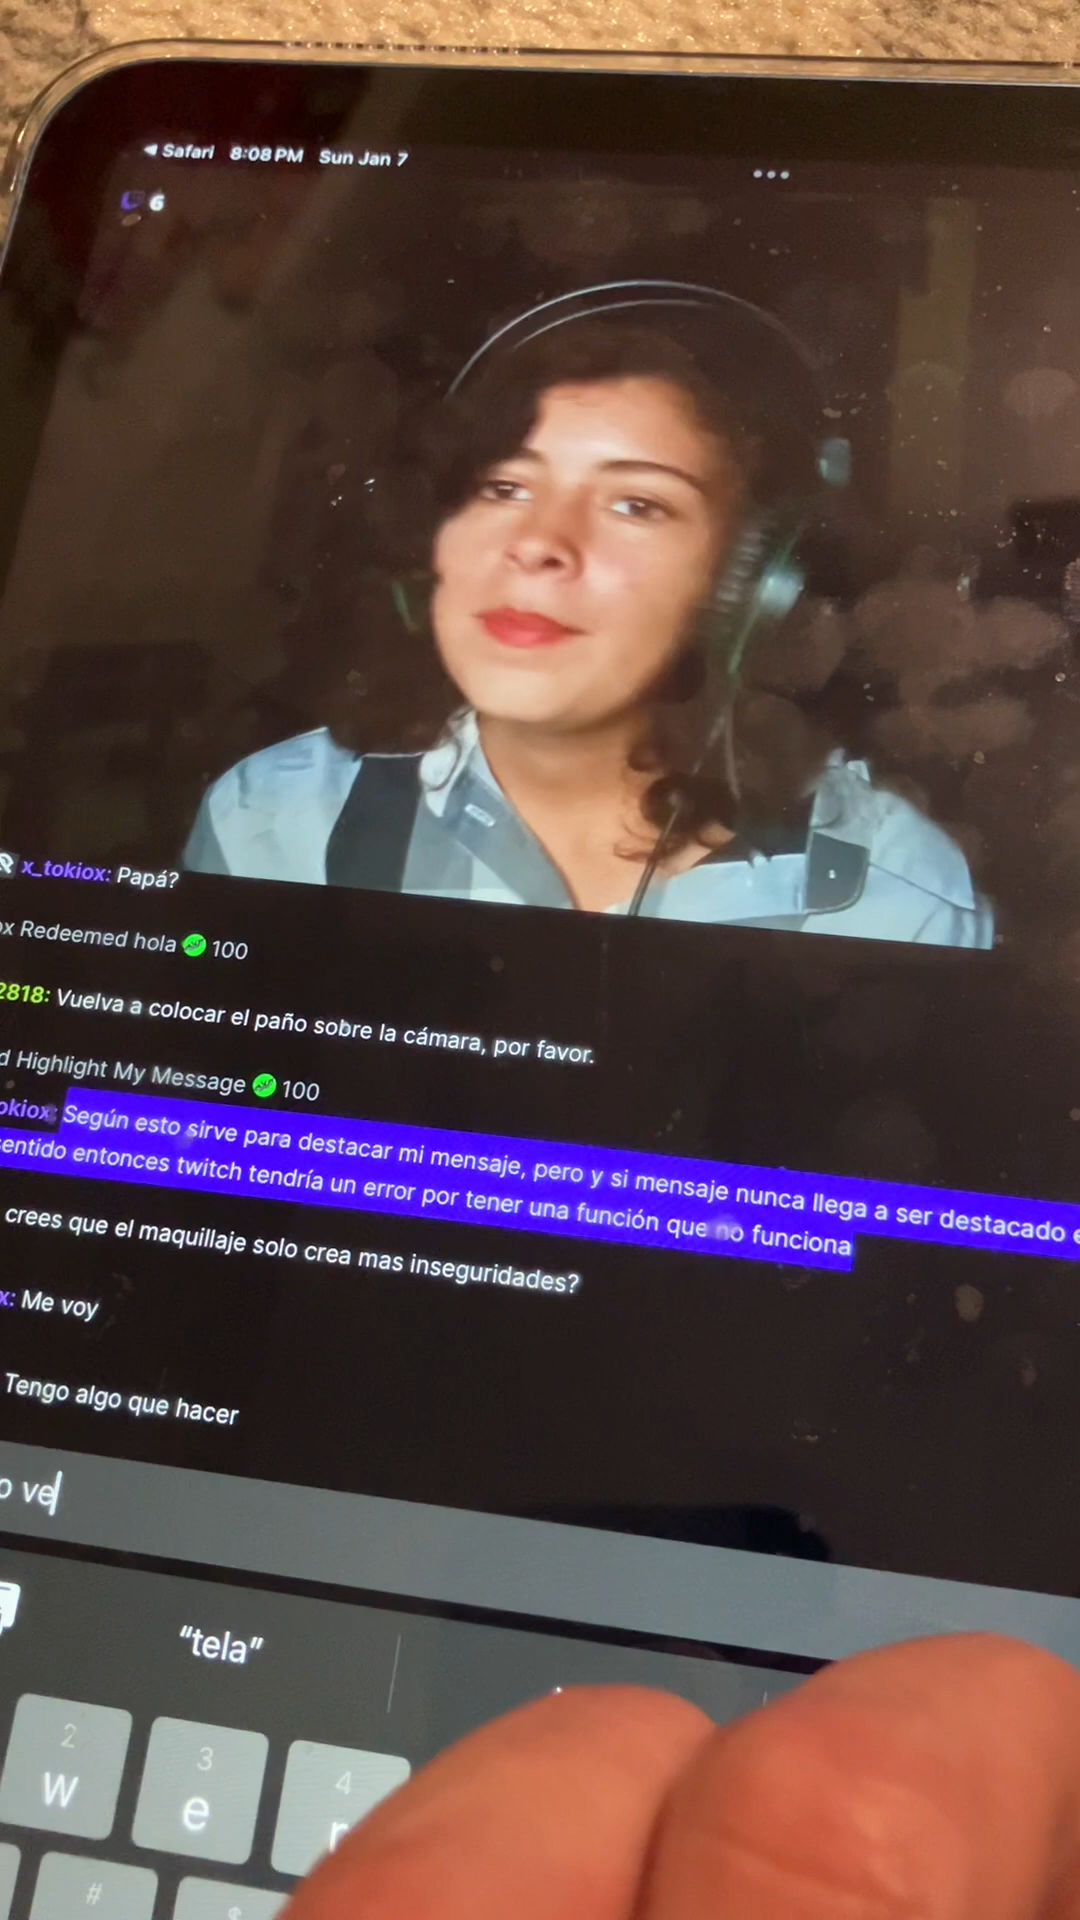 ◀ Safari 8:08 PM Sun Jan 7
6
x_tokiox: Papá?
ox Redeemed hola 100
2818: Vuelva a colocar el paño sobre la cámara, por favor.
d Highlight My Message 100
okiox: Según esto sirve para destacar mi mensaje, pero y si mensaje nunca llega a ser destacado e
sentido entonces twitch tendría un error por tener una función que no funciona
crees que el maquillaje solo crea mas inseguridades?
x: Me voy
Tengo algo que hacer
o ve
"tela"
2 3 4
w e r
# $